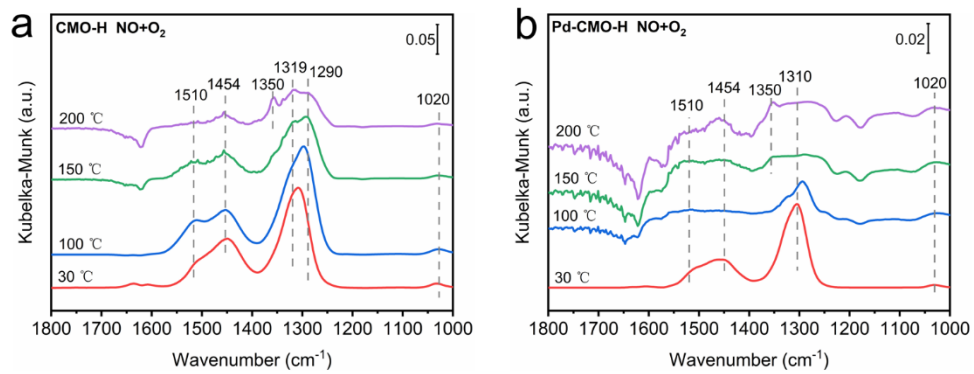 a
CMO-H NO+O₂
0.05
1510
1454
1350
1319
1290
1020
200 ℃
150 ℃
100 ℃
30 ℃
Kubelka-Munk (a.u.)
1800 1700 1600 1500 1400 1300 1200 1100 1000
Wavenumber (cm⁻¹)
b
Pd-CMO-H NO+O₂
0.02
1510
1454
1350
1310
1020
200 ℃
150 ℃
100 ℃
30 ℃
Kubelka-Munk (a.u.)
1800 1700 1600 1500 1400 1300 1200 1100 1000
Wavenumber (cm⁻¹)